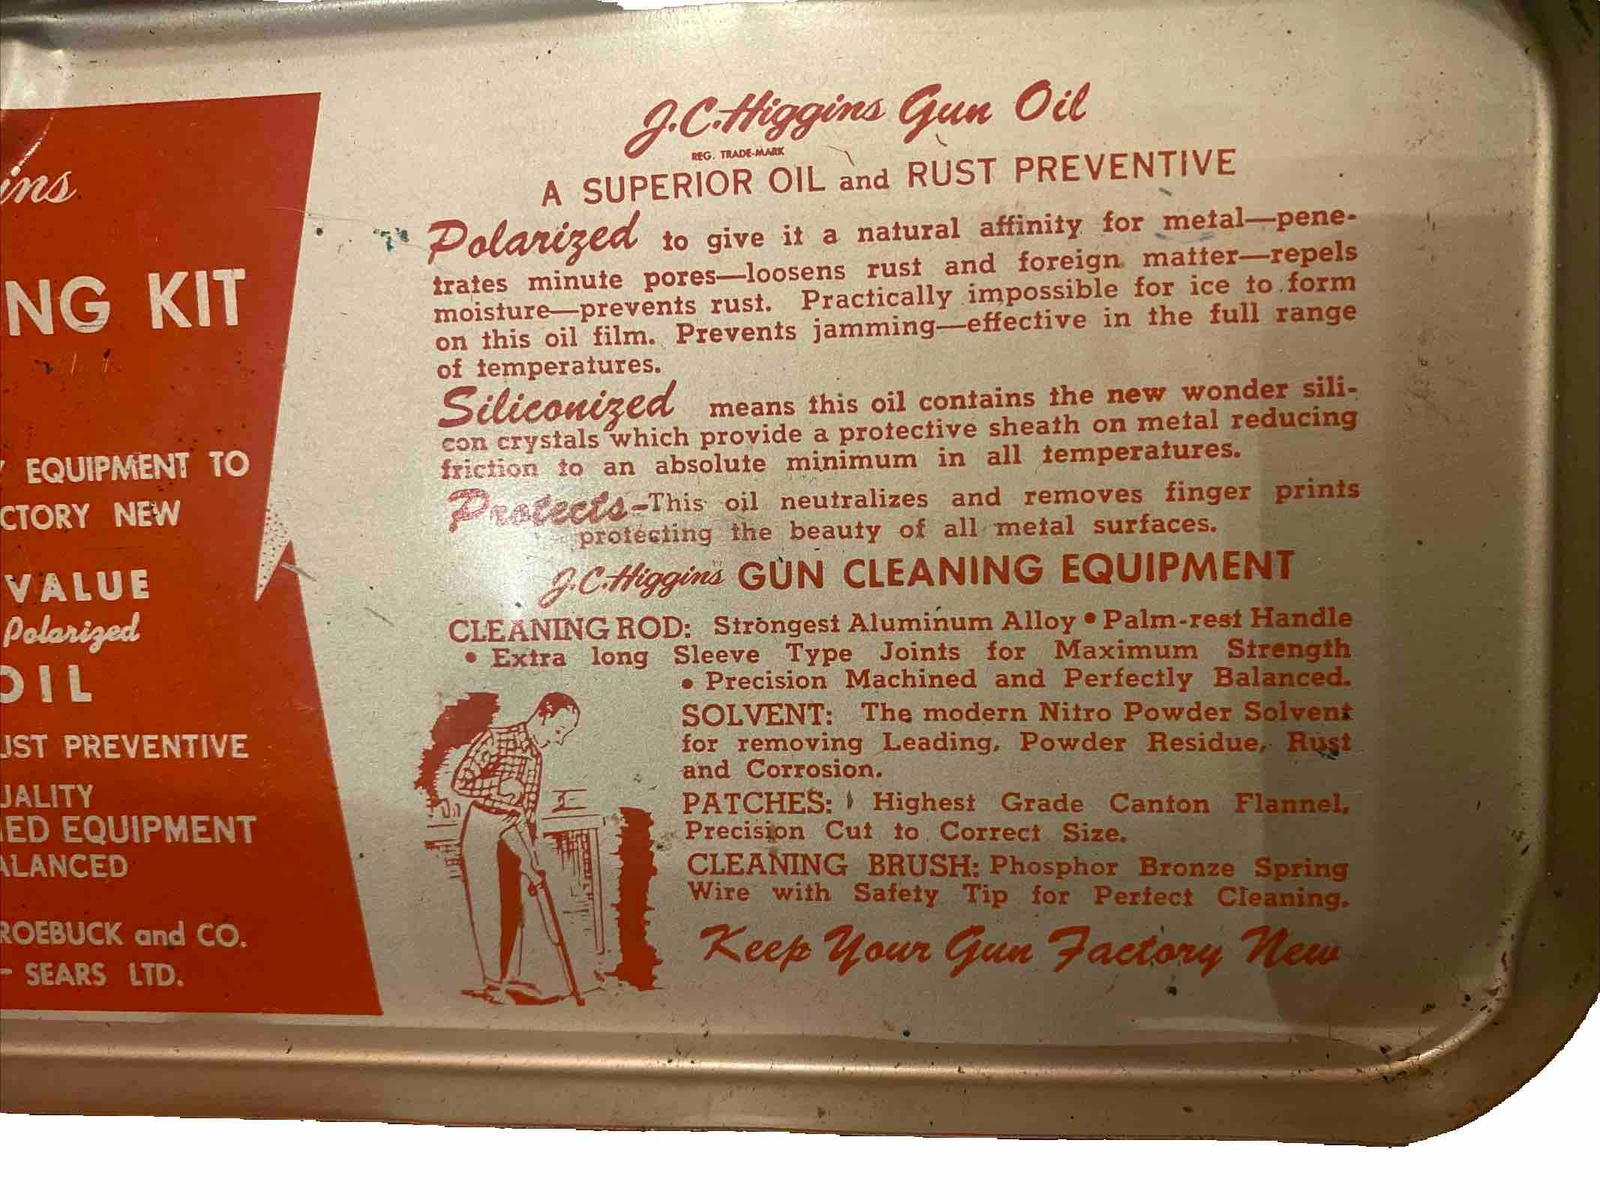 ins
NG KIT
EQUIPMENT TO
CTORY NEW
VALUE
Polarized
OIL
UST PREVENTIVE
UALITY
IED EQUIPMENT
ALANCED
ROEBUCK and CO.
- SEARS LTD.
J.C.Higgins Gun Oil
REG. TRADE-MARK
A SUPERIOR OIL and RUST PREVENTIVE
Polarized to give it a natural affinity for metal—pene-
trates minute pores—loosens rust and foreign matter—repels
moisture—prevents rust. Practically impossible for ice to form
on this oil film. Prevents jamming—effective in the full range
of temperatures.
Siliconized means this oil contains the new wonder sili-
con crystals which provide a protective sheath on metal reducing
friction to an absolute minimum in all temperatures.
Protects-This oil neutralizes and removes finger prints
protecting the beauty of all metal surfaces.
J.C.Higgins GUN CLEANING EQUIPMENT
CLEANING ROD: Strongest Aluminum Alloy • Palm-rest Handle
• Extra long Sleeve Type Joints for Maximum Strength
• Precision Machined and Perfectly Balanced.
SOLVENT: The modern Nitro Powder Solvent
for removing Leading, Powder Residue, Rust
and Corrosion.
PATCHES: Highest Grade Canton Flannel,
Precision Cut to Correct Size.
CLEANING BRUSH: Phosphor Bronze Spring
Wire with Safety Tip for Perfect Cleaning.
Keep Your Gun Factory New